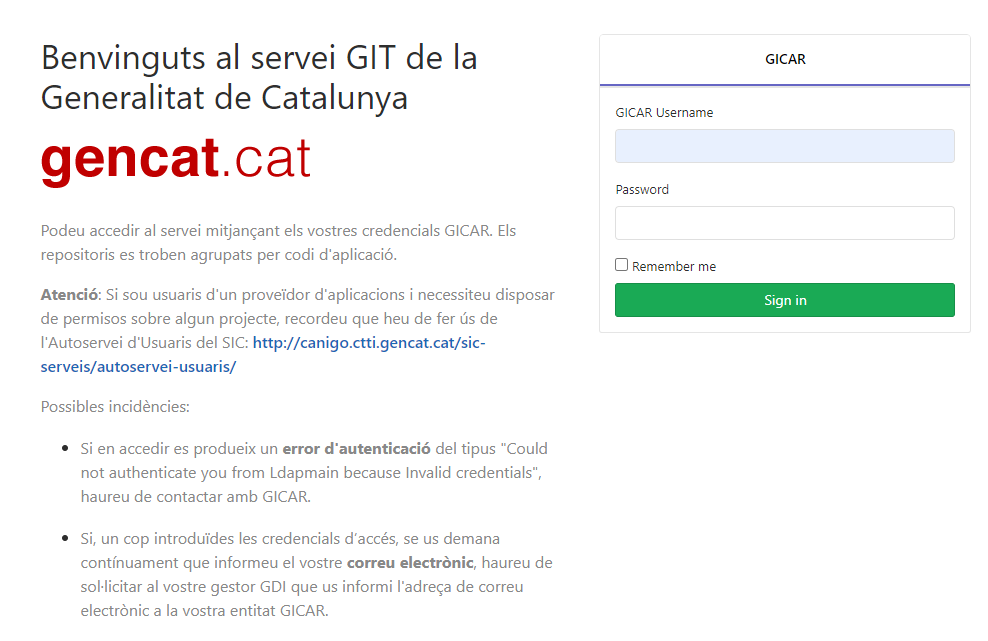 Benvinguts al servei GIT de la
Generalitat de Catalunya
gencat.cat
Podeu accedir al servei mitjançant els vostres credencials GICAR. Els
repositoris es troben agrupats per codi d'aplicació.
Atenció: Si sou usuaris d'un proveïdor d'aplicacions i necessiteu disposar
de permisos sobre algun projecte, recordeu que heu de fer ús de
l'Autoservei d'Usuaris del SIC: http://canigo.ctti.gencat.cat/sic-
serveis/autoservei-usuaris/
Possibles incidències:
• Si en accedir es produeix un error d'autenticació del tipus "Could
not authenticate you from Ldapmain because Invalid credentials",
haureu de contactar amb GICAR.
• Si, un cop introduïdes les credencials d’accés, se us demana
contínuament que informeu el vostre correu electrònic, haureu de
sol·licitar al vostre gestor GDI que us informi l'adreça de correu
electrònic a la vostra entitat GICAR.
GICAR
GICAR Username
Password
Remember me
Sign in